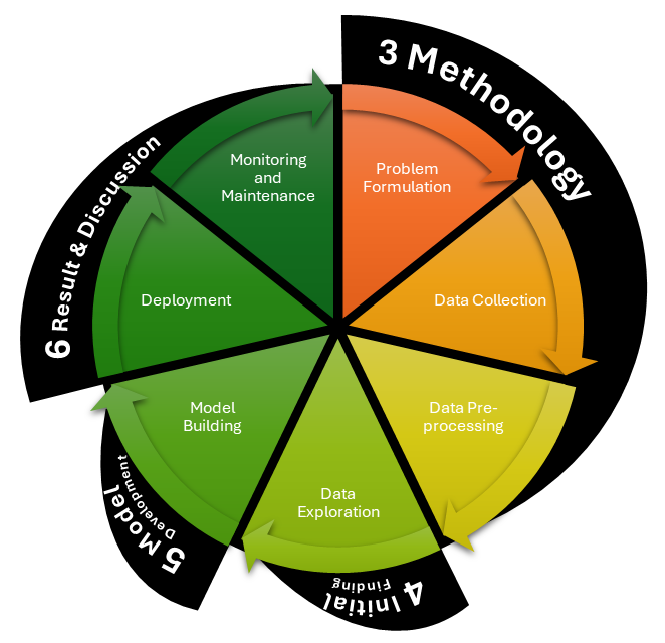 3 Methodology
Problem
Formulation
Data Collection
Data Pre-
processing
4 Initial
Finding
Data
Exploration
5 Model
Development
Model
Building
6 Result & Discussion
Deployment
Monitoring
and
Maintenance